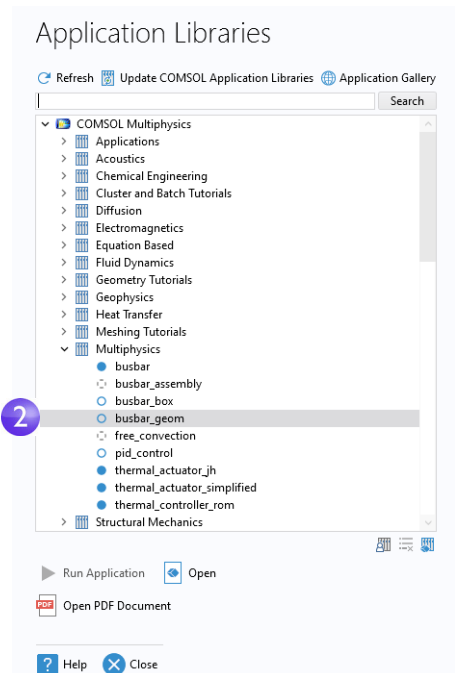 Application Libraries
Refresh Update COMSOL Application Libraries Application Gallery
Search
COMSOL Multiphysics
Applications
Acoustics
Chemical Engineering
Cluster and Batch Tutorials
Diffusion
Electromagnetics
Equation Based
Fluid Dynamics
Geometry Tutorials
Geophysics
Heat Transfer
Meshing Tutorials
Multiphysics
busbar
busbar_assembly
busbar_box
2 busbar_geom
free_convection
pid_control
thermal_actuator_jh
thermal_actuator_simplified
thermal_controller_rom
Structural Mechanics
Run Application Open
PDF Open PDF Document
? Help Close